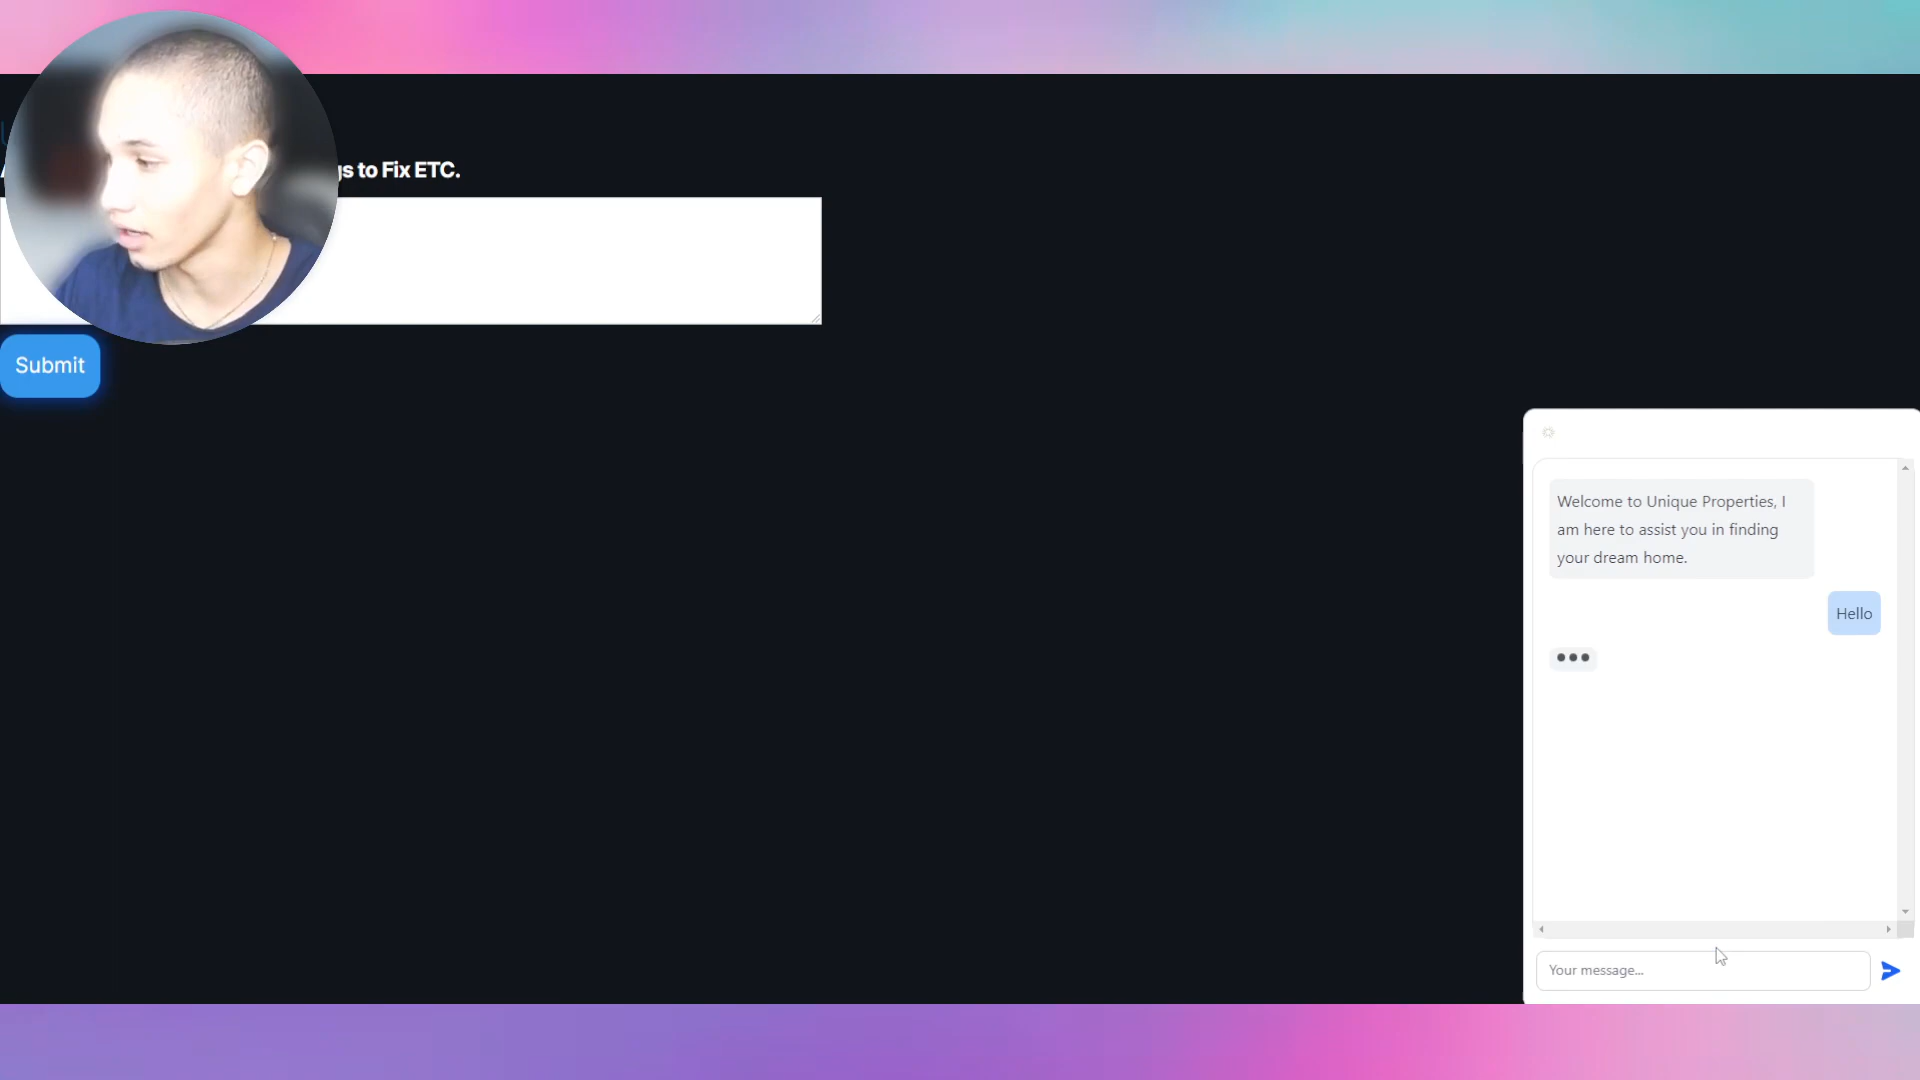 gs to Fix ETC.
Submit
Welcome to Unique Properties, I
am here to assist you in finding
your dream home.
Hello
Your message...